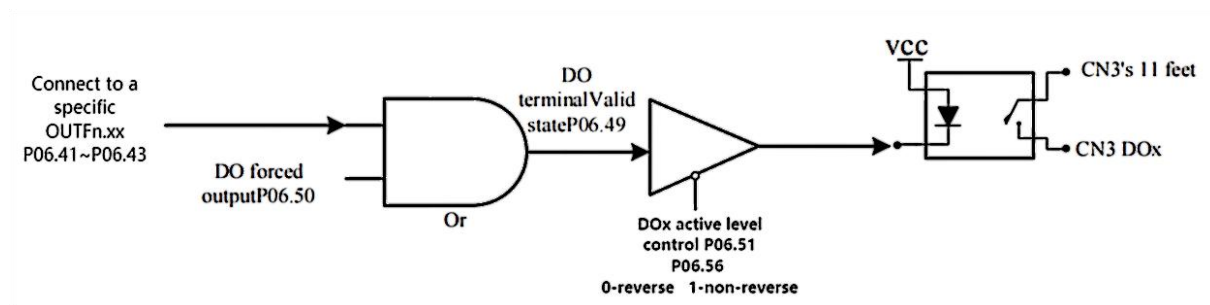 Connect to a
specific
OUTFn.xx
P06.41~P06.43
DO forced
outputP06.50
Or
DO
terminalValid
stateP06.49
DOx active level
control P06.51
P06.56
0-reverse 1-non-reverse
VCC
CN3's 11 feet
CN3 DOx